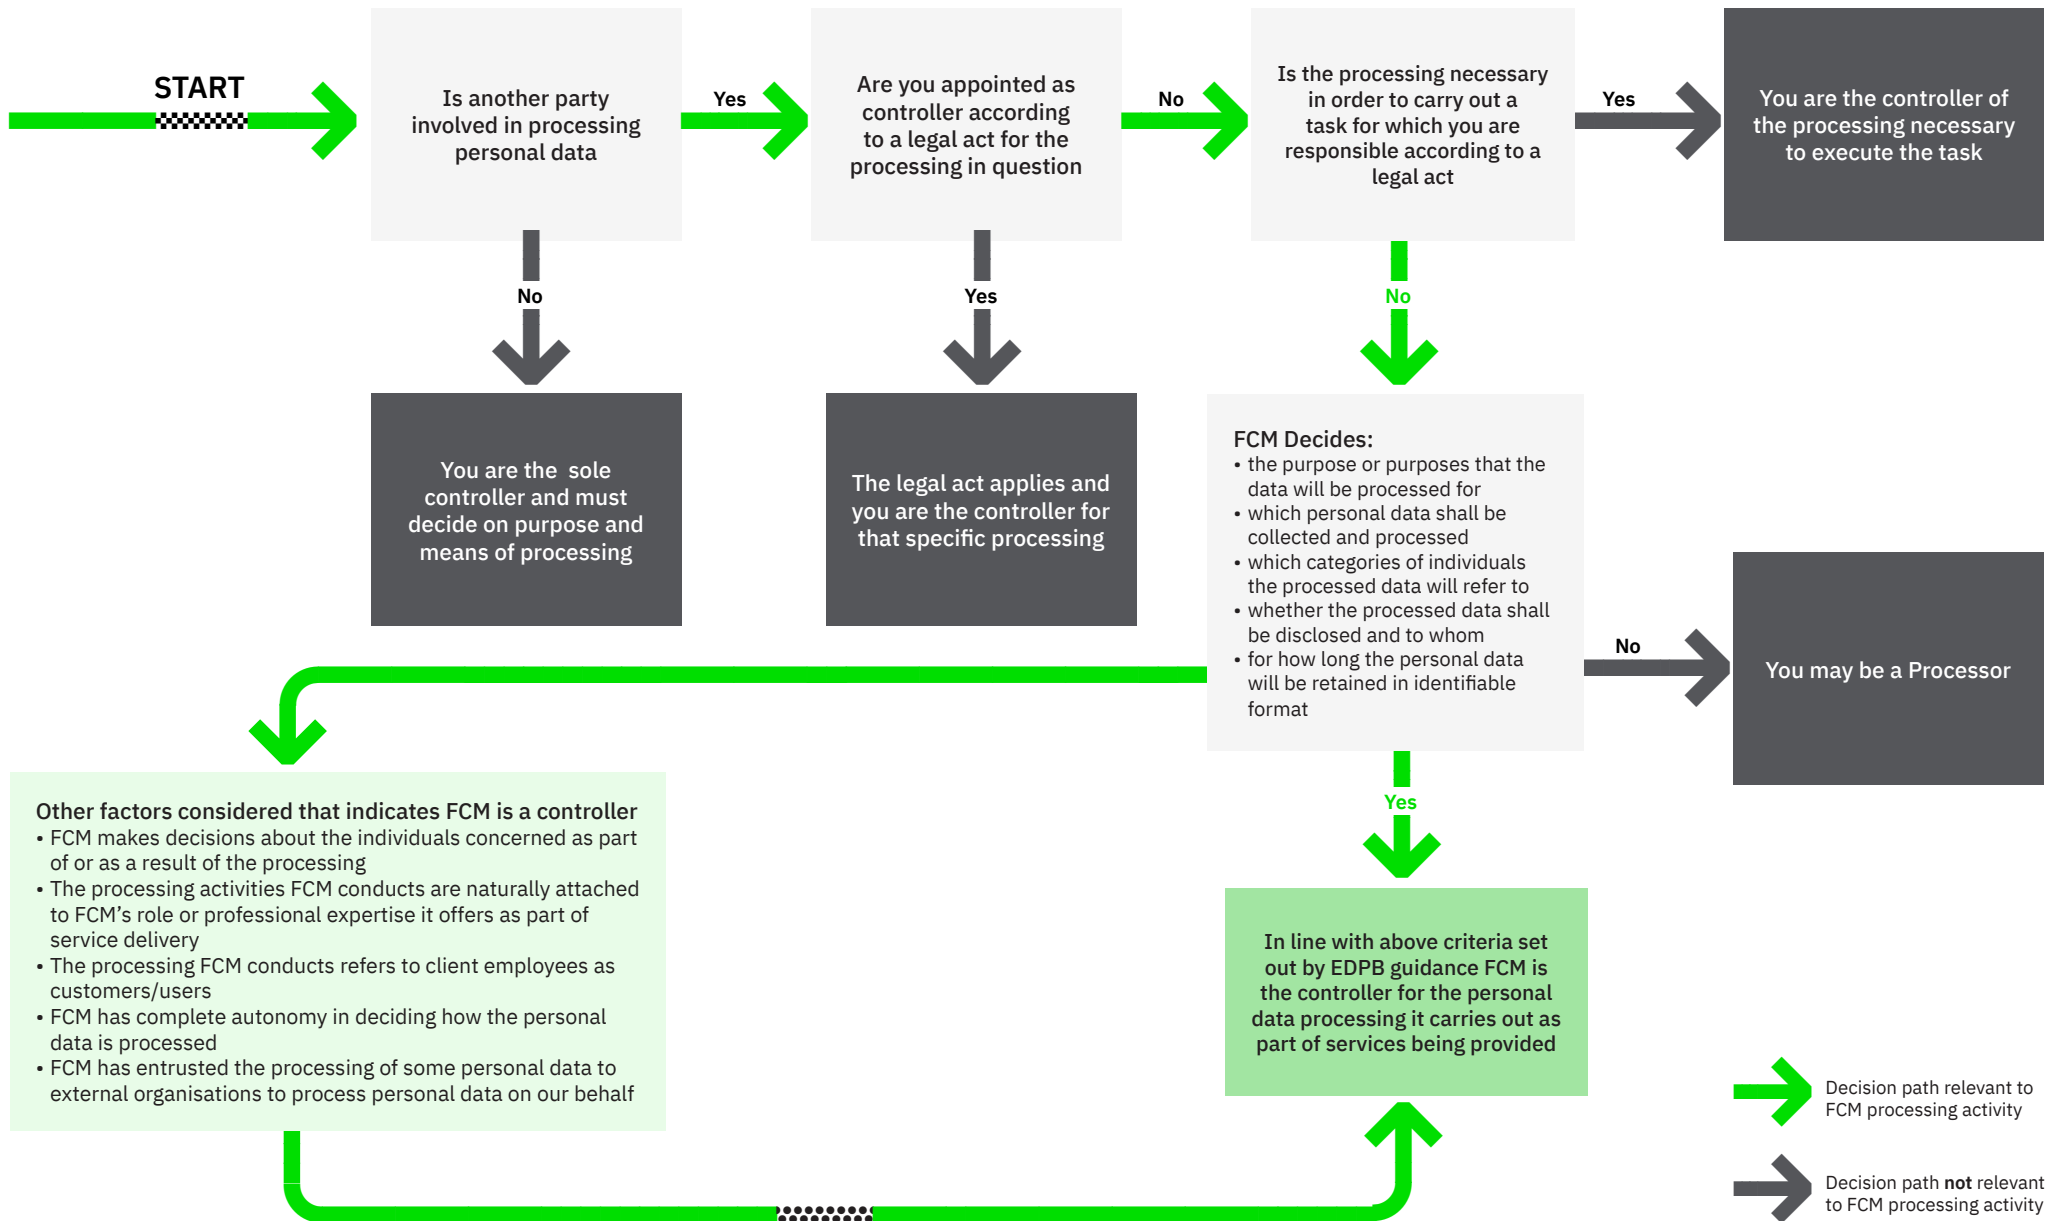 START
Is another party
involved in processing
personal data
Yes
Are you appointed as
controller according
to a legal act for the
processing in question
No
Is the processing necessary
in order to carry out a
task for which you are
responsible according to a
legal act
Yes
You are the controller of
the processing necessary
to execute the task
No
Yes
No
You are the sole
controller and must
decide on purpose and
means of processing
The legal act applies and
you are the controller for
that specific processing
FCM Decides:
• the purpose or purposes that the
data will be processed for
• which personal data shall be
collected and processed
• which categories of individuals
the processed data will refer to
• whether the processed data shall
be disclosed and to whom
• for how long the personal data
will be retained in identifiable
format
No
You may be a Processor
Yes
Other factors considered that indicates FCM is a controller
• FCM makes decisions about the individuals concerned as part
of or as a result of the processing
• The processing activities FCM conducts are naturally attached
to FCM’s role or professional expertise it offers as part of
service delivery
• The processing FCM conducts refers to client employees as
customers/users
• FCM has complete autonomy in deciding how the personal
data is processed
• FCM has entrusted the processing of some personal data to
external organisations to process personal data on our behalf
In line with above criteria set
out by EDPB guidance FCM is
the controller for the personal
data processing it carries out as
part of services being provided
Decision path relevant to
FCM processing activity
Decision path not relevant
to FCM processing activity